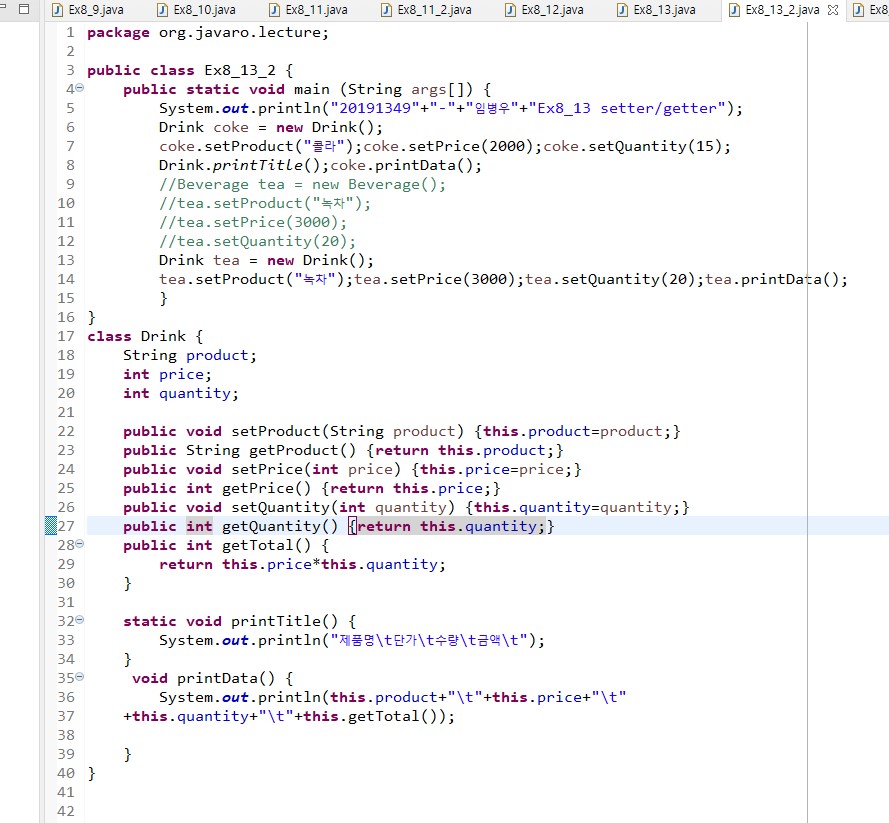 Ex8_9.java Ex8_10.java Ex8_11.java Ex8_11_2.java Ex8_12.java Ex8_13.java Ex8_13_2.java Ex8
1 package org.javaro.lecture;
2
3 public class Ex8_13_2 {
4 public static void main (String args[]) {
5 System.out.println("20191349"+"-"+"임병우"+"Ex8_13 setter/getter");
6 Drink coke = new Drink();
7 coke.setProduct("콜라");coke.setPrice(2000);coke.setQuantity(15);
8 Drink.printTitle();coke.printData();
9 //Beverage tea = new Beverage();
10 //tea.setProduct("녹차");
11 //tea.setPrice(3000);
12 //tea.setQuantity(20);
13 Drink tea = new Drink();
14 tea.setProduct("녹차");tea.setPrice(3000);tea.setQuantity(20);tea.printData();
15 }
16 }
17 class Drink {
18 String product;
19 int price;
20 int quantity;
21
22 public void setProduct(String product) {this.product=product;}
23 public String getProduct() {return this.product;}
24 public void setPrice(int price) {this.price=price;}
25 public int getPrice() {return this.price;}
26 public void setQuantity(int quantity) {this.quantity=quantity;}
27 public int getQuantity() {return this.quantity;}
28 public int getTotal() {
29 return this.price*this.quantity;
30 }
31
32 static void printTitle() {
33 System.out.println("제품명\t단가\t수량\t금액\t");
34 }
35 void printData() {
36 System.out.println(this.product+"\t"+this.price+"\t"
37 +this.quantity+"\t"+this.getTotal());
38
39 }
40 }
41
42